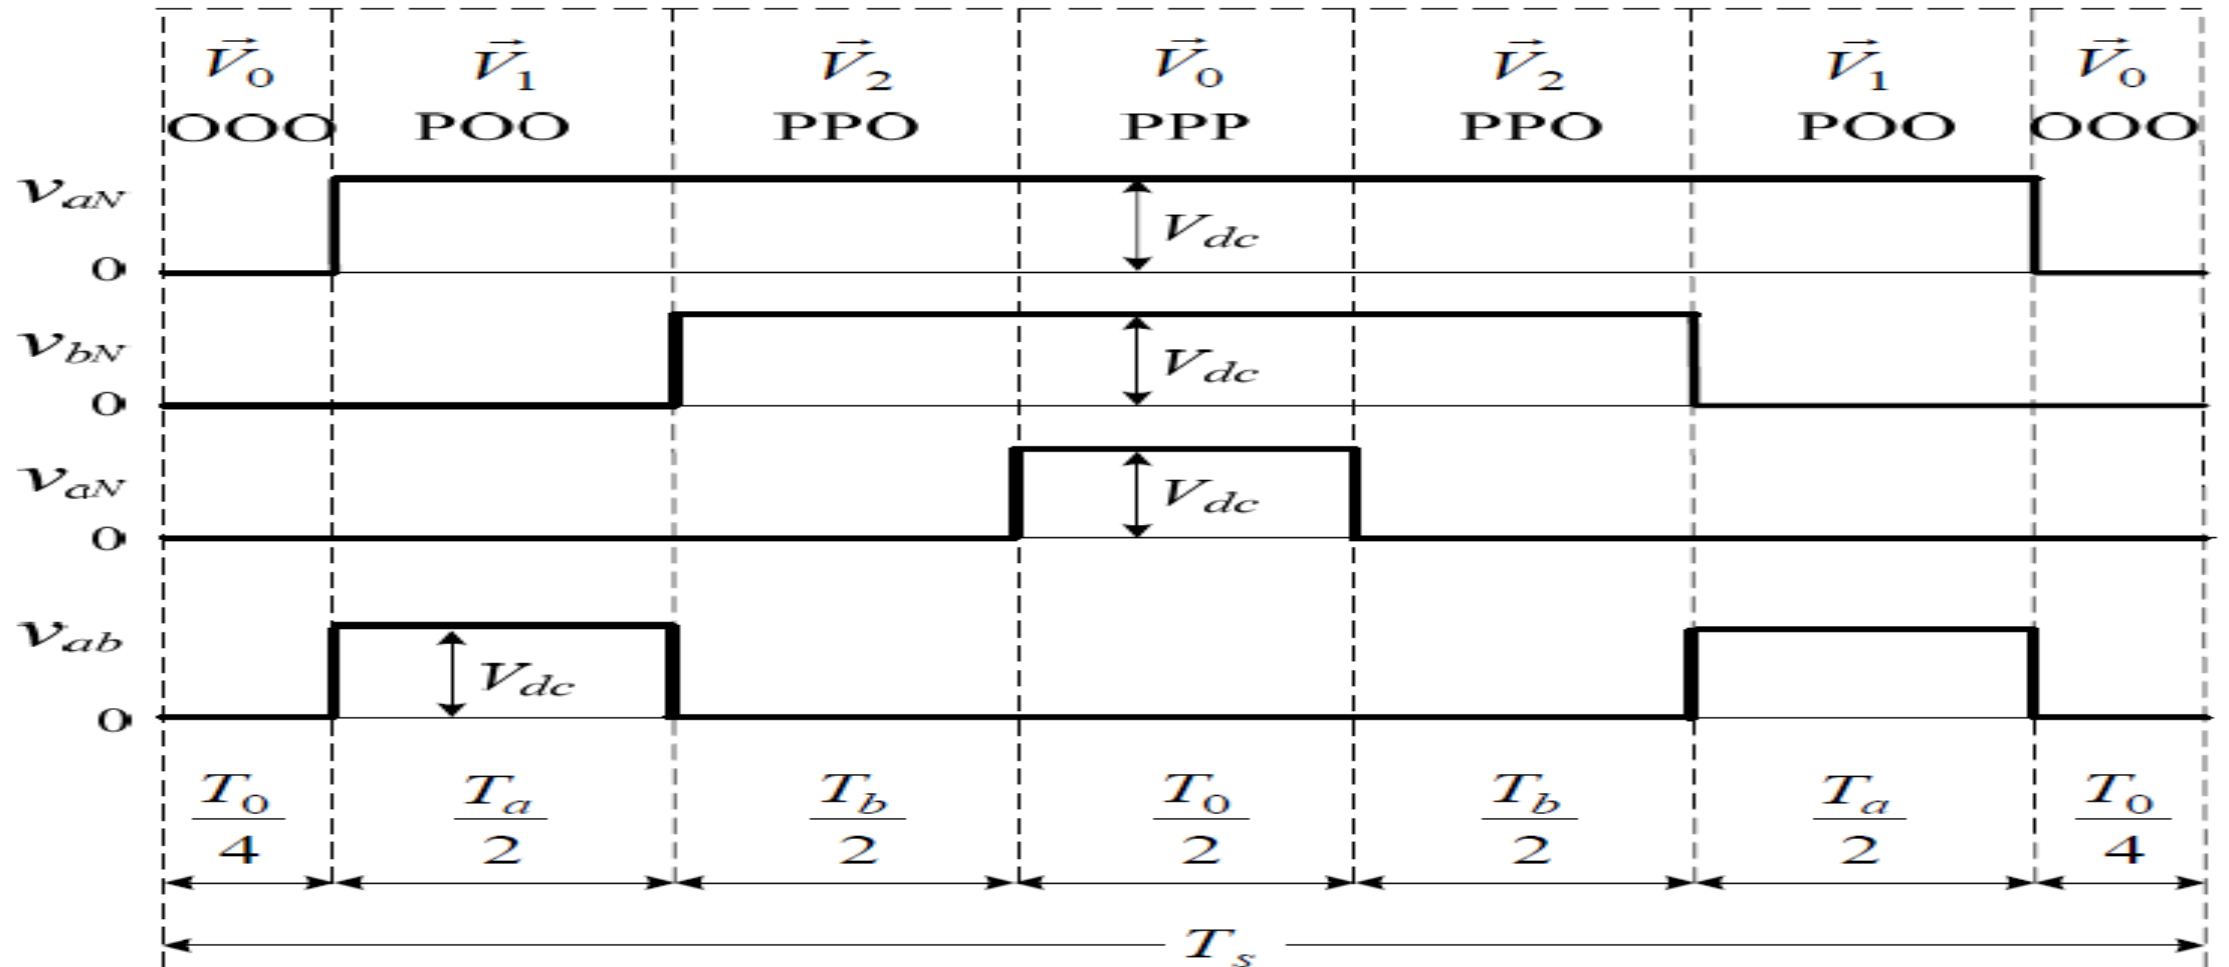 V⃗0 V⃗1 V⃗2 V⃗0 V⃗2 V⃗1 V⃗0
OOO POO PPO PPP PPO POO OOO
vaN
Vdc
0
vbN
Vdc
0
vaN
Vdc
0
vab
Vdc
0
T0/4 Ta/2 Tb/2 T0/2 Tb/2 Ta/2 T0/4
Ts